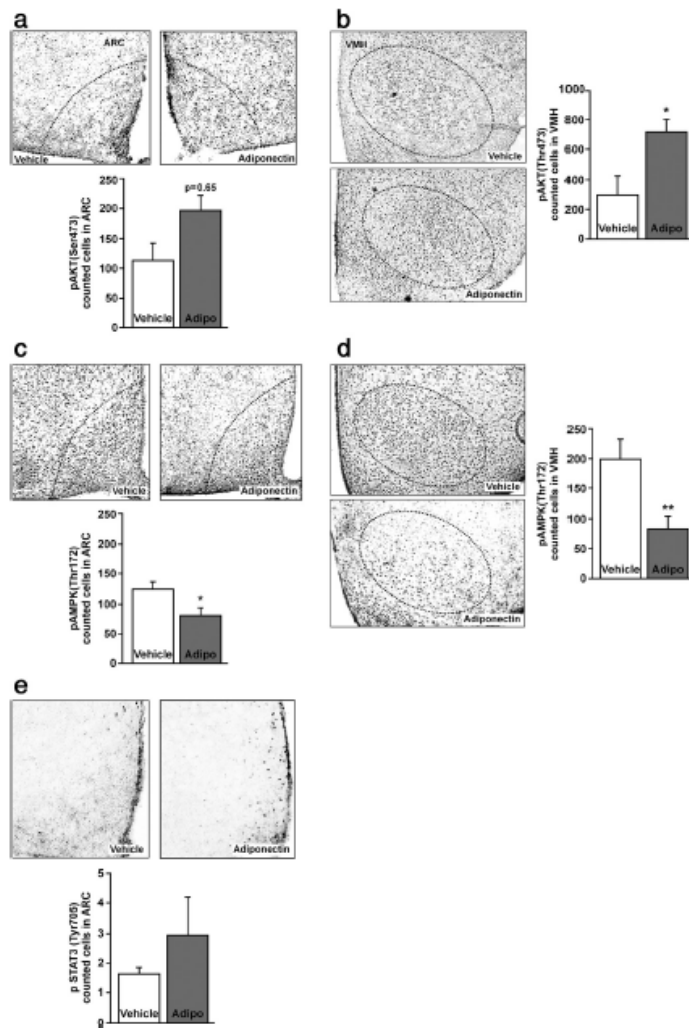 a
ARC
Vehicle
Adiponectin
pAKT(Ser473)
counted cells in ARC
250
200
150
100
50
0
p=0.65
Vehicle
Adipo
b
VMH
Vehicle
Adiponectin
pAKT(Thr473)
counted cells in VMH
1000
800
600
400
200
0
*
Vehicle
Adipo
c
Vehicle
Adiponectin
pAMPK(Thr172)
counted cells in ARC
250
200
150
100
50
0
*
Vehicle
Adipo
d
Vehicle
Adiponectin
pAMPK(Thr172)
counted cells in VMH
250
200
150
100
50
0
**
Vehicle
Adipo
e
Vehicle
Adiponectin
p STAT3 (Tyr705)
counted cells in ARC
5
4
3
2
1
0
Vehicle
Adipo